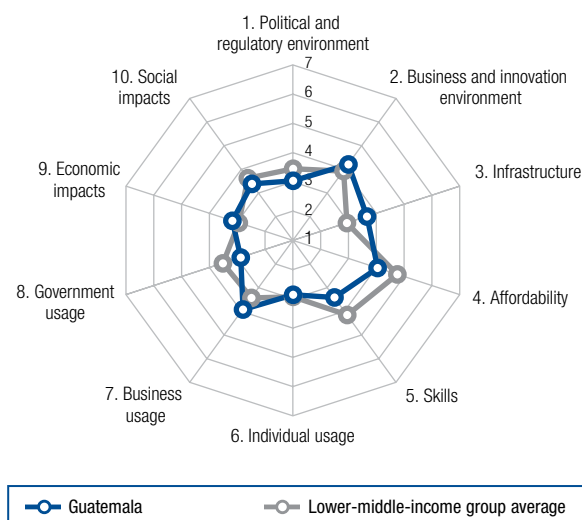 1. Political and
regulatory environment
7
10. Social
impacts
2. Business and innovation
environment
6
5
4
9. Economic
impacts
3. Infrastructure
3
2
1
8. Government
usage
4. Affordability
7. Business
usage
5. Skills
6. Individual usage
Guatemala
Lower-middle-income group average